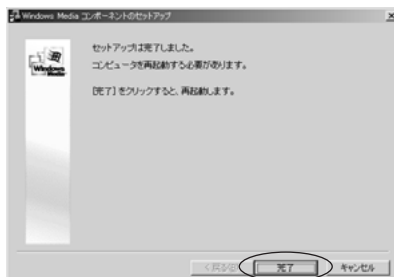 Windows Media コンポーネントのセットアップ
Windows
Media
セットアップは完了しました。
コンピュータを再起動する必要があります。
[完了] をクリックすると、再起動します。
< 戻る(B)
完了
キャンセル